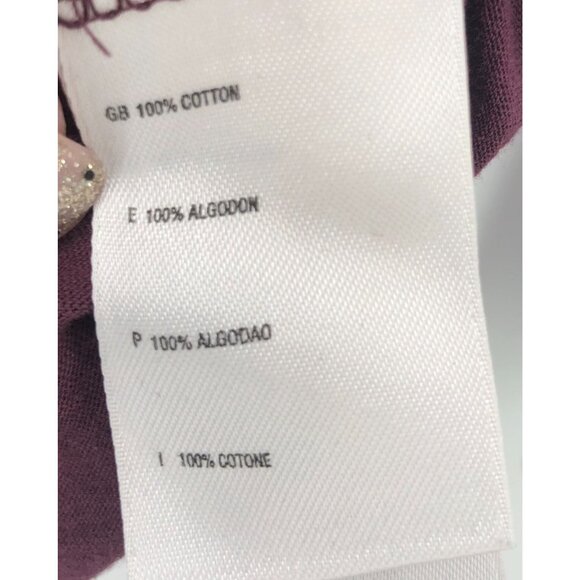 GB 100% COTTON
E 100% ALGODON
P 100% ALGODAO
I 100% COTONE